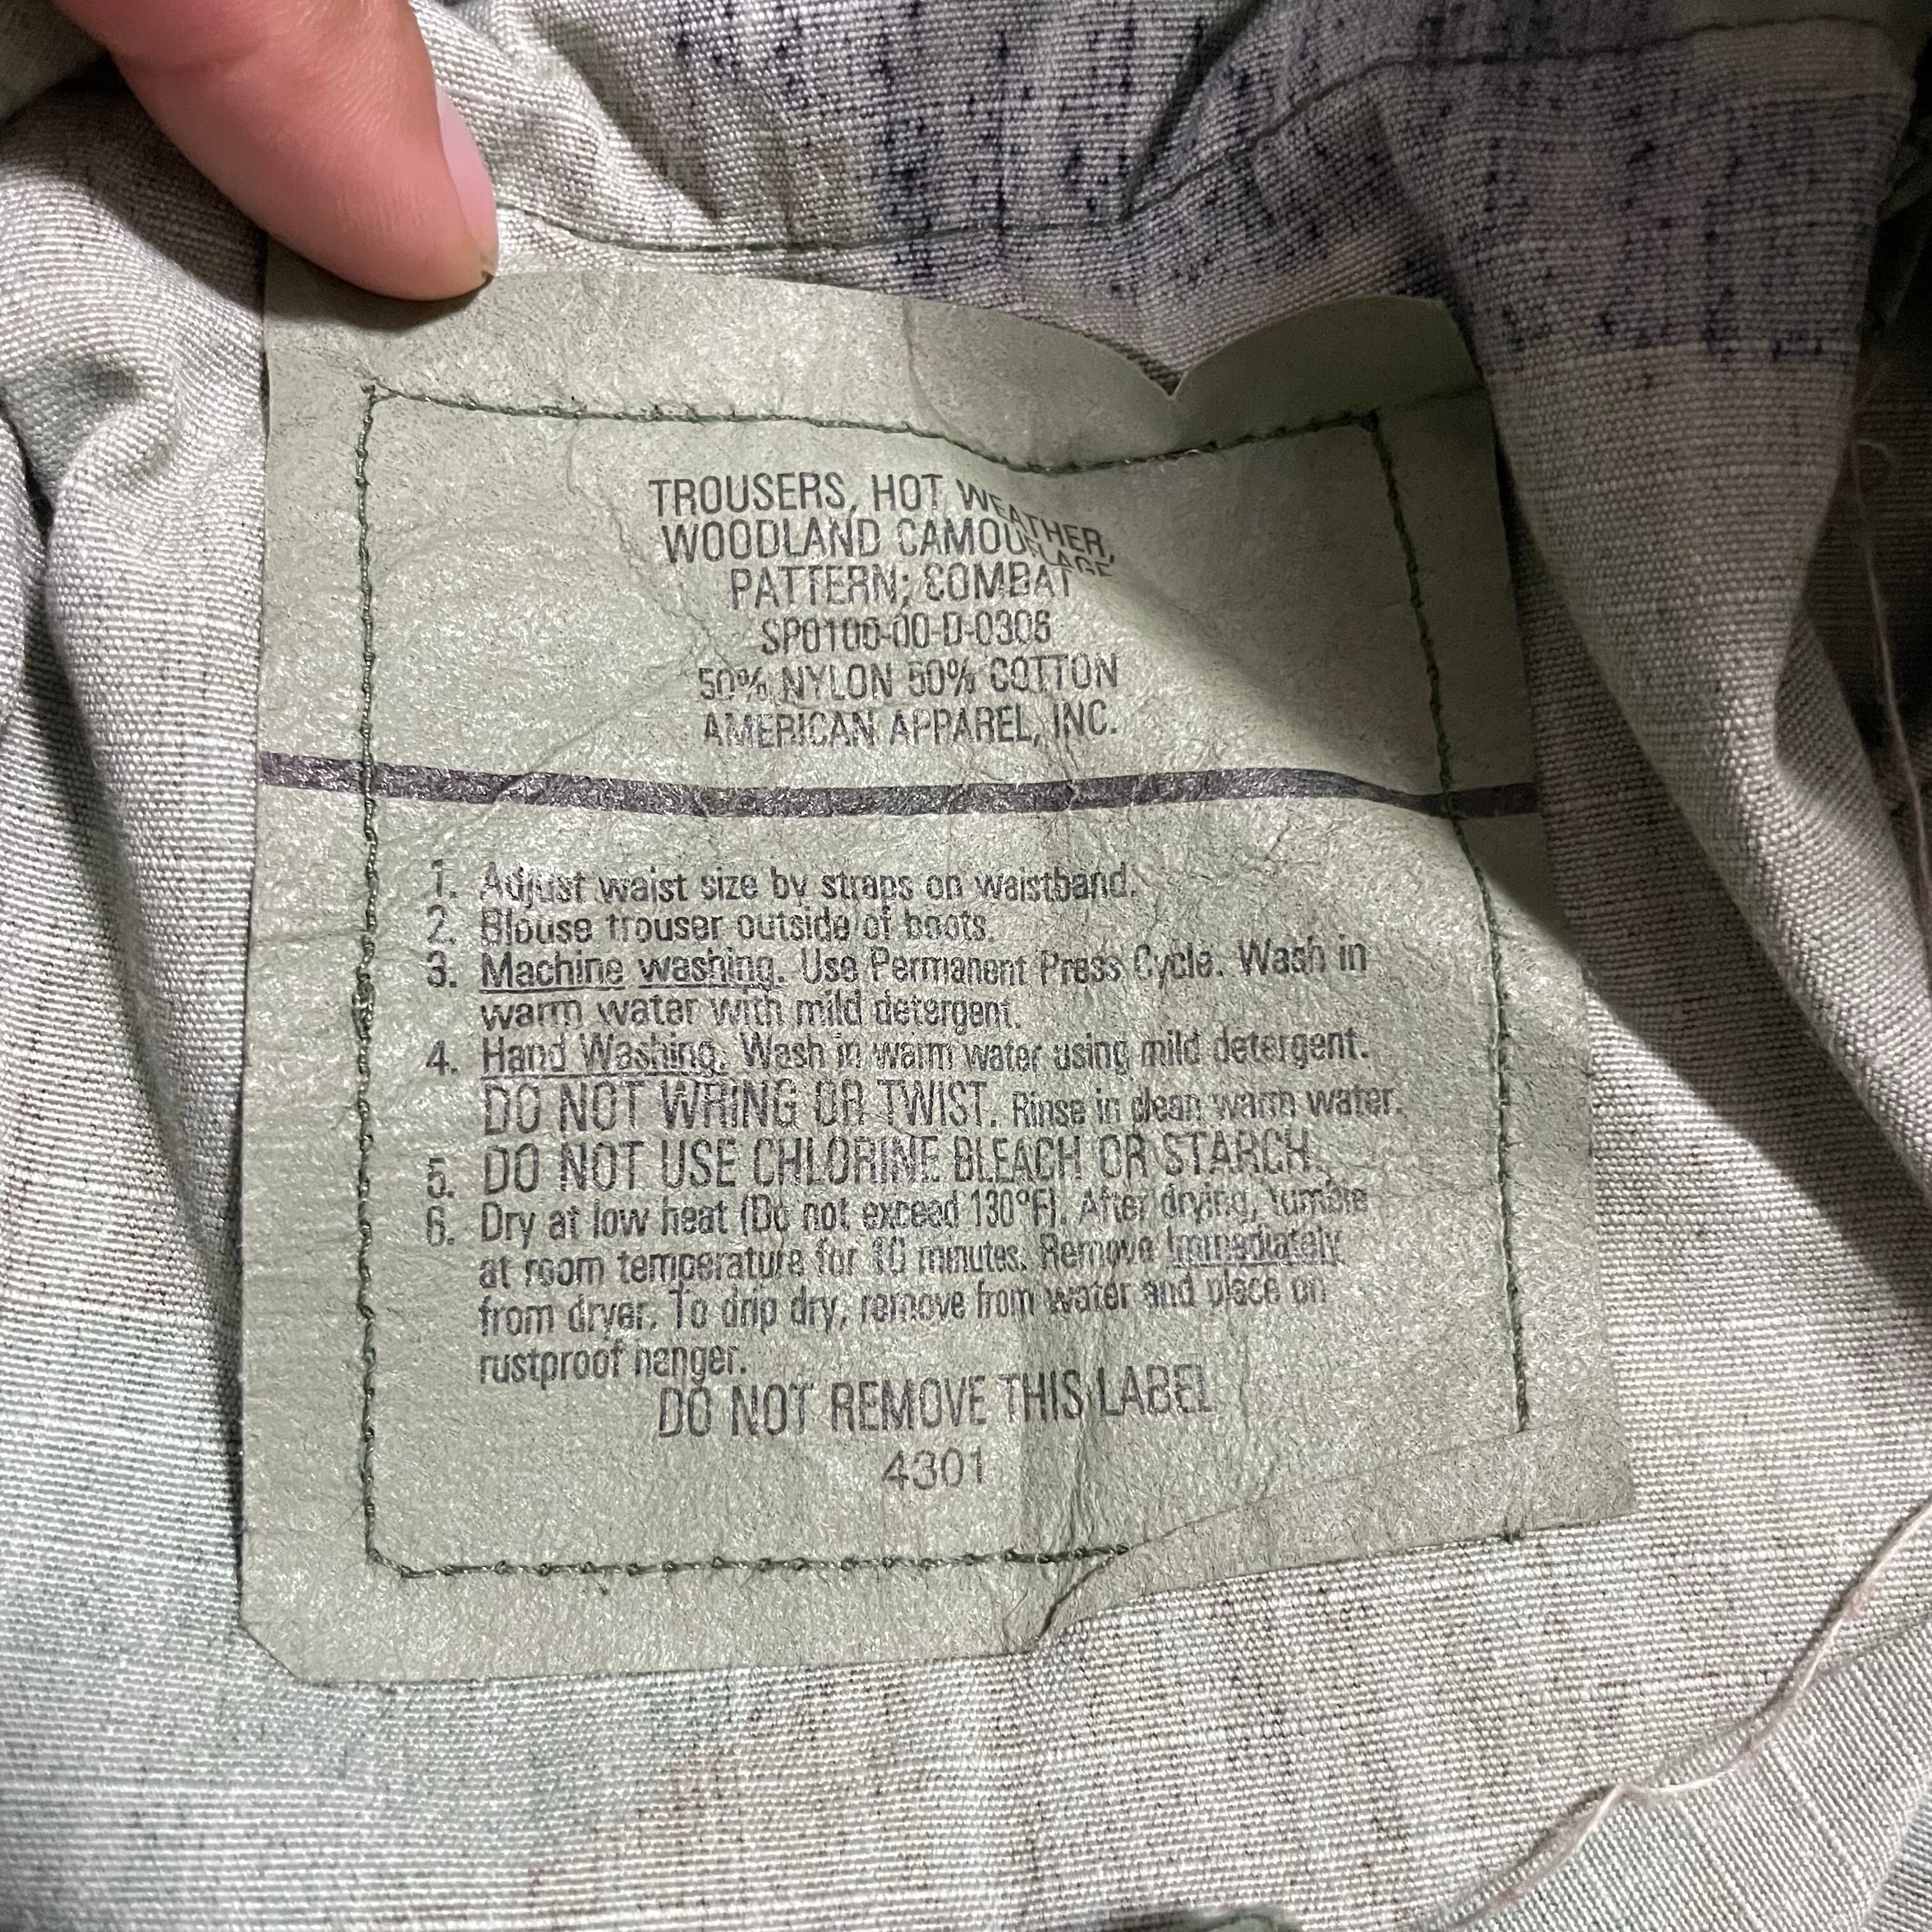 TROUSERS, HOT WEATHER,
WOODLAND CAMOUFLAGE
PATTERN; COMBAT
SP0100-00-D-0306
50% NYLON 50% COTTON
AMERICAN APPAREL, INC.
1. Adjust waist size by straps on waistband.
2. Blouse trouser outside of boots.
3. Machine washing. Use Permanent Press Cycle. Wash in
warm water with mild detergent.
4. Hand Washing. Wash in warm water using mild detergent.
DO NOT WRING OR TWIST. Rinse in clean warm water.
5. DO NOT USE CHLORINE BLEACH OR STARCH.
6. Dry at low heat (Do not exceed 130°F). After drying, tumble
at room temperature for 10 minutes. Remove Immediately
from dryer. To drip dry, remove from water and place on
rustproof hanger.
DO NOT REMOVE THIS LABEL
4301